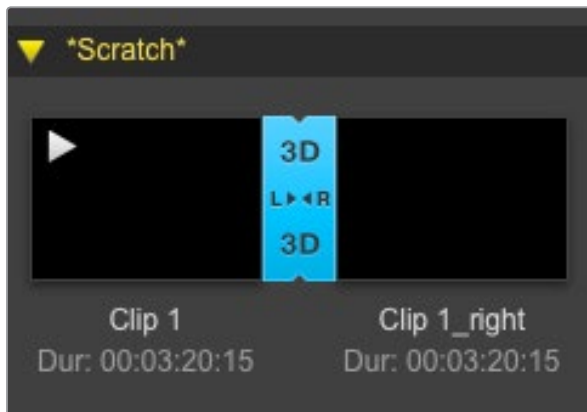 *Scratch*
3D
L R
3D
Clip 1
Clip 1_right
Dur: 00:03:20:15
Dur: 00:03:20:15